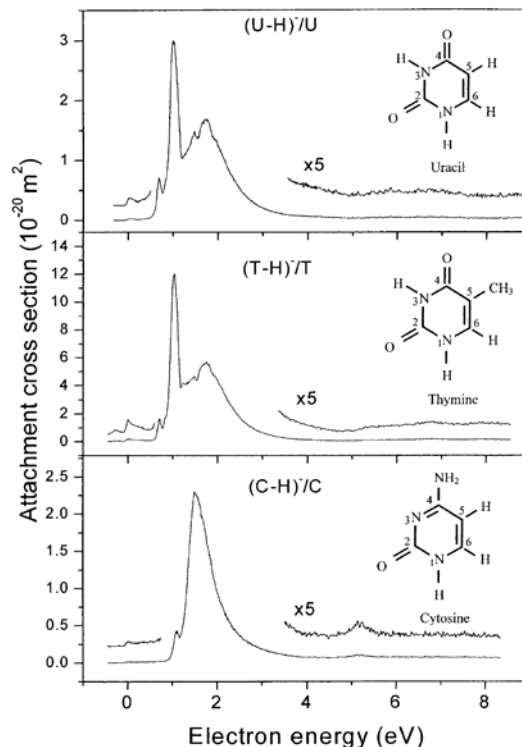 (U-H)⁻/U
3
2
1
0
x5
O
H
N
3
4
5
H
2
1
6
O
N
H
H
Uracil
(T-H)⁻/T
14
12
10
8
6
4
2
0
x5
O
H
N
3
4
5
CH₃
2
1
6
O
N
H
H
Thymine
(C-H)⁻/C
2.5
2.0
1.5
1.0
0.5
0.0
x5
NH₂
N
3
4
5
H
2
1
6
O
N
H
H
Cytosine
0 2 4 6 8
Electron energy (eV)
Attachment cross section (10⁻²⁰ m²)